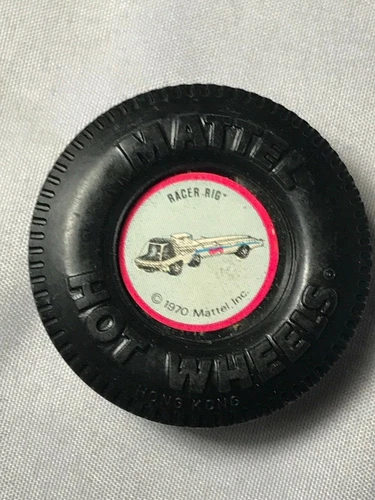 MATTEL
RACER RIG™
© 1970 Mattel Inc.
HOT WHEELS®
HONG KONG